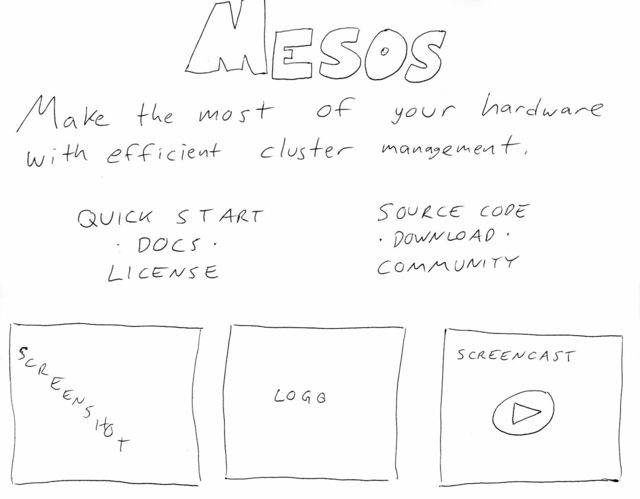 MESOS
Make the most of your hardware
with efficient cluster management.
QUICK START
· DOCS ·
LICENSE
SOURCE CODE
· DOWNLOAD ·
COMMUNITY
SCREENSHOT
LOGO
SCREENCAST